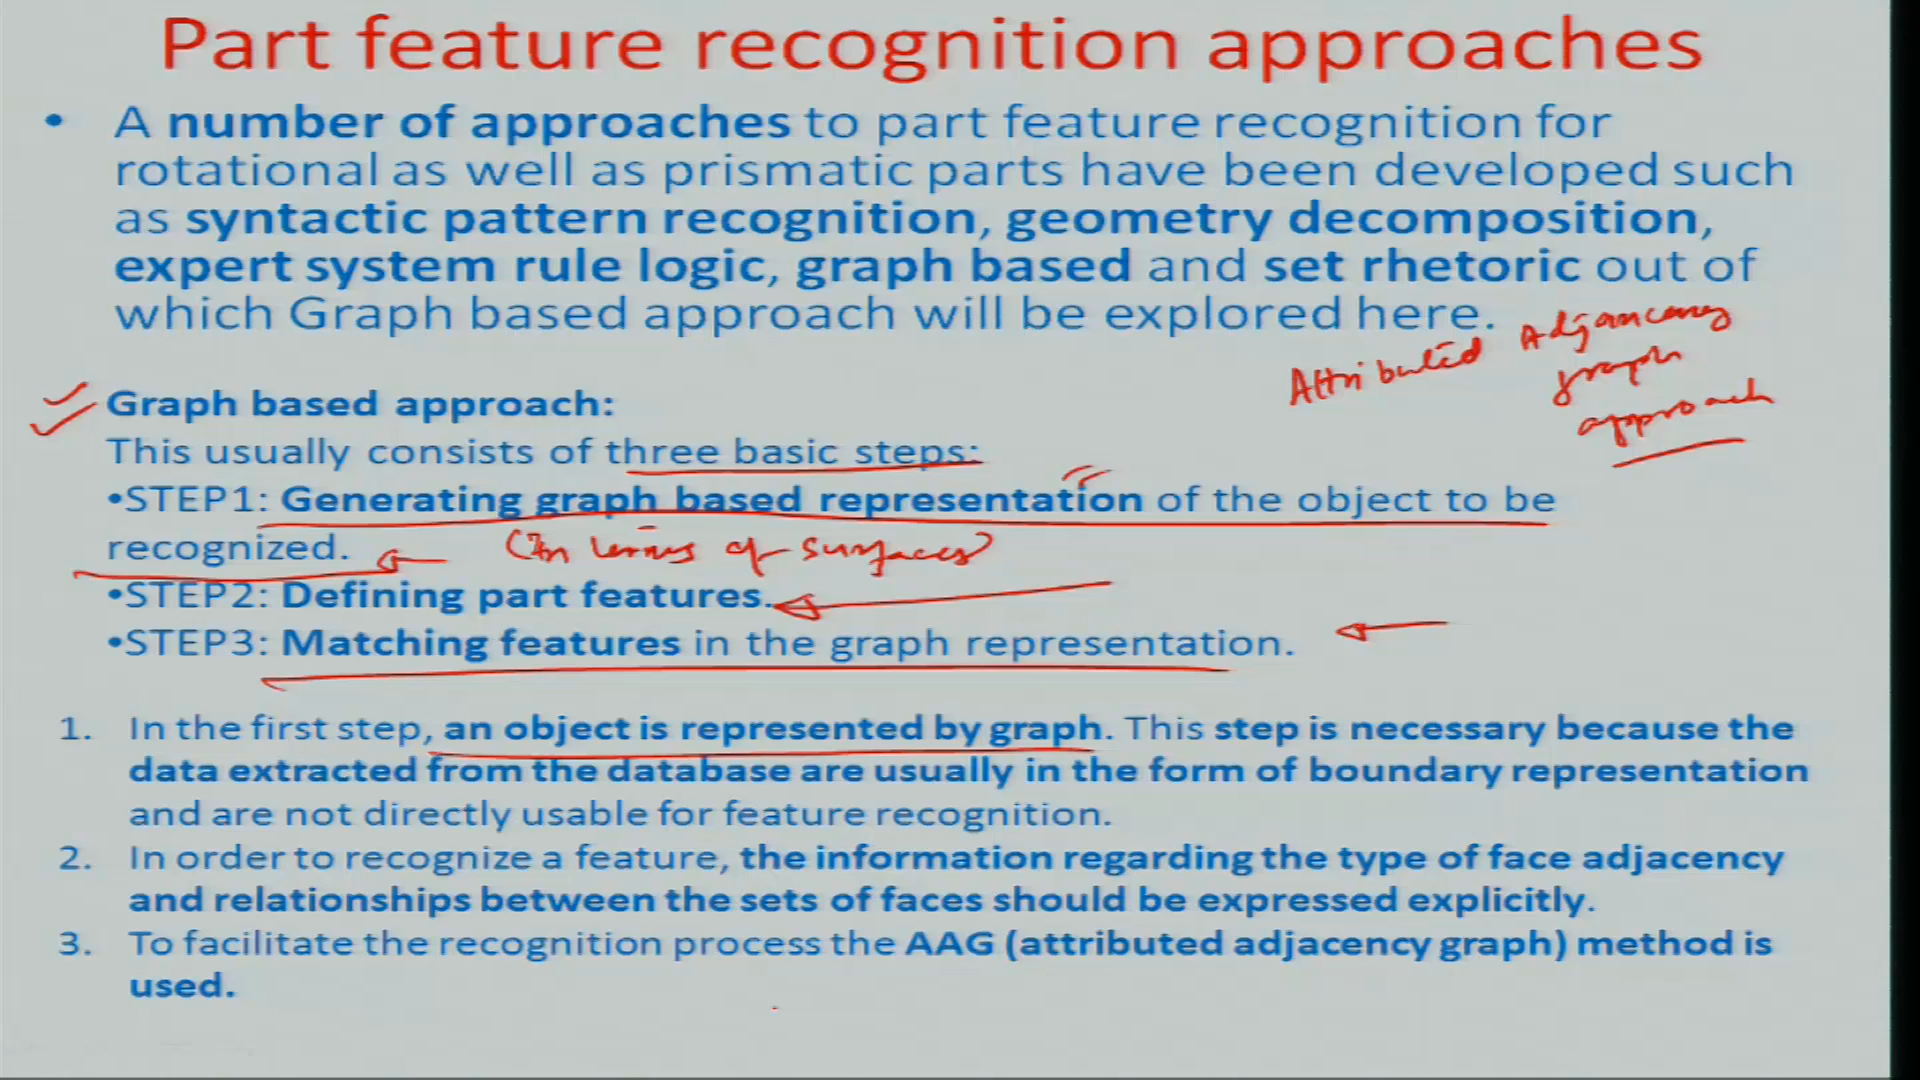 Part feature recognition approaches
• A number of approaches to part feature recognition for
rotational as well as prismatic parts have been developed such
as syntactic pattern recognition, geometry decomposition,
expert system rule logic, graph based and set rhetoric out of
which Graph based approach will be explored here.
Attributed Adjancency
graph
approach
Graph based approach:
This usually consists of three basic steps:
•STEP1: Generating graph based representation of the object to be
recognized.
(In terms of surfaces)
•STEP2: Defining part features.
•STEP3: Matching features in the graph representation.
1. In the first step, an object is represented by graph. This step is necessary because the
data extracted from the database are usually in the form of boundary representation
and are not directly usable for feature recognition.
2. In order to recognize a feature, the information regarding the type of face adjacency
and relationships between the sets of faces should be expressed explicitly.
3. To facilitate the recognition process the AAG (attributed adjacency graph) method is
used.